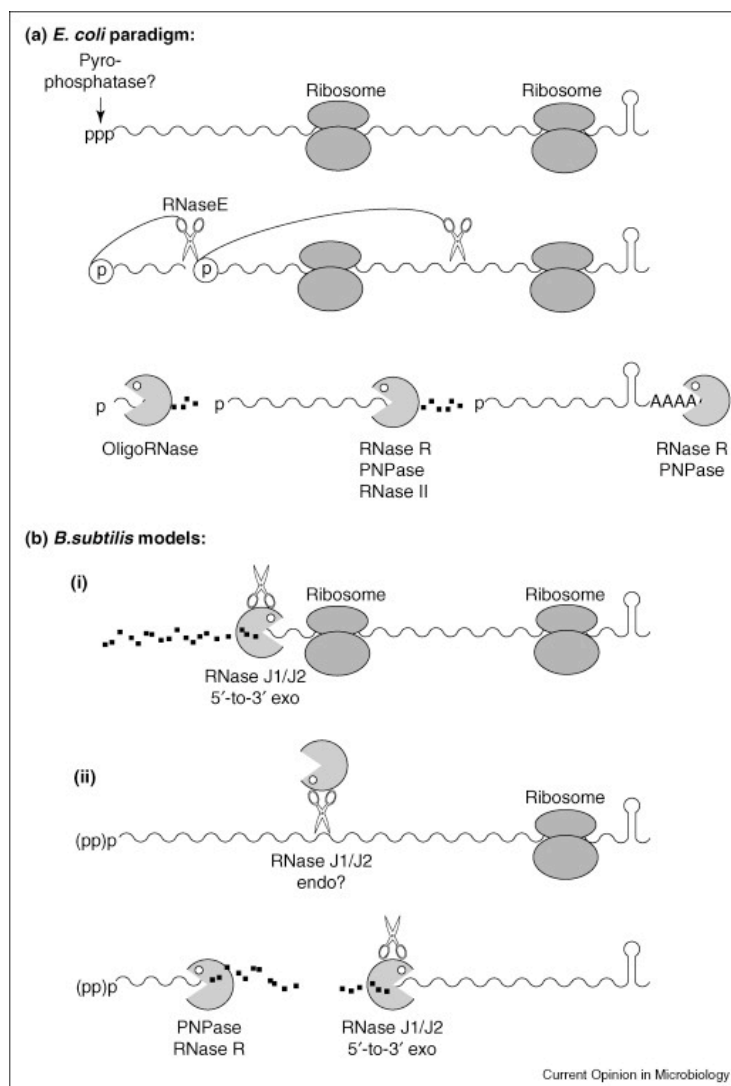 (a) E. coli paradigm:
Pyro-
phosphatase?
Ribosome
Ribosome
ppp
RNaseE
p
p
p
p
p
AAAA
OligoRNase
RNase R
PNPase
RNase II
RNase R
PNPase
(b) B.subtilis models:
(i)
Ribosome
Ribosome
RNase J1/J2
5′-to-3′ exo
(ii)
Ribosome
(pp)p
RNase J1/J2
endo?
(pp)p
PNPase
RNase R
RNase J1/J2
5′-to-3′ exo
Current Opinion in Microbiology